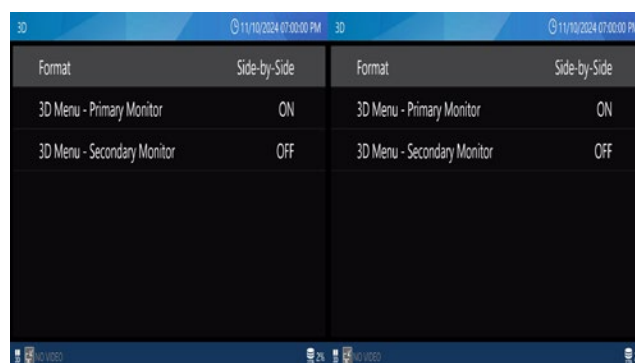 3D 11/10/2024 07:00:00 PM
Format Side-by-Side
3D Menu - Primary Monitor ON
3D Menu - Secondary Monitor OFF
NO VIDEO 2%
3D 11/10/2024 07:00:00 PM
Format Side-by-Side
3D Menu - Primary Monitor ON
3D Menu - Secondary Monitor OFF
NO VIDEO